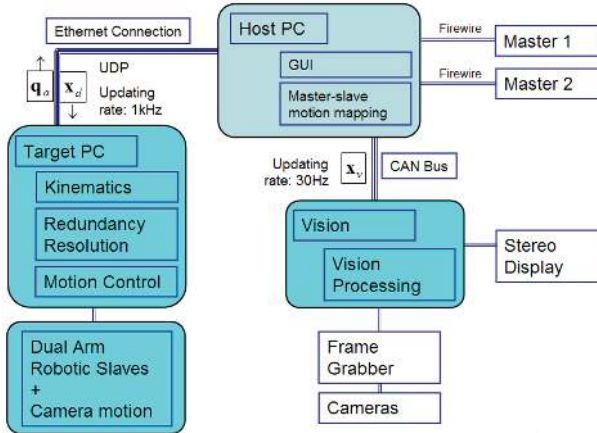 Ethernet Connection
Host PC
GUI
Master-slave
motion mapping
Firewire
Master 1
Firewire
Master 2
q_a
x_d
UDP
Updating
rate: 1kHz
Target PC
Kinematics
Redundancy
Resolution
Motion Control
Dual Arm
Robotic Slaves
+
Camera motion
Updating
rate: 30Hz
x_v
CAN Bus
Vision
Vision
Processing
Stereo
Display
Frame
Grabber
Cameras